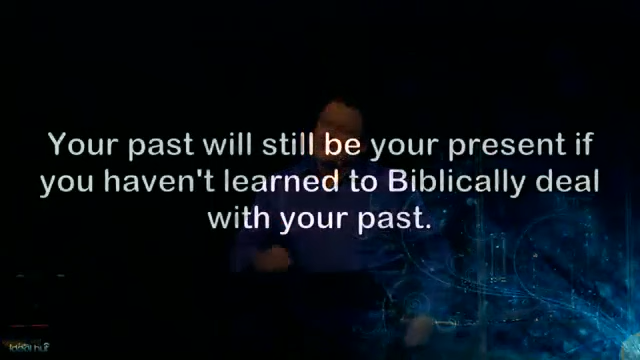 Your past will still be your present if
you haven't learned to Biblically deal
with your past.